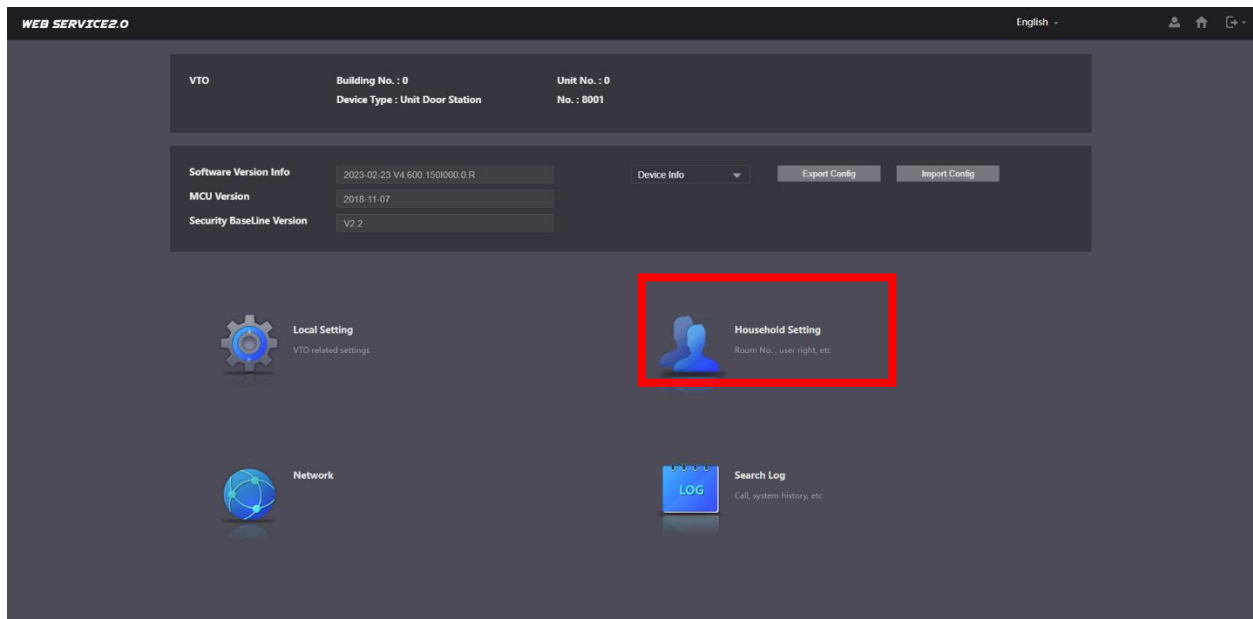 WEB SERVICE2.0 English
VTO Building No. : 0 Unit No. : 0
Device Type : Unit Door Station No. : 8001
Software Version Info 2023-02-23 V4.600.150I000.0.R Device Info Export Config Import Config
MCU Version 2018-11-07
Security BaseLine Version V2.2
Local Setting Household Setting
VTO related settings Room No. , user right, etc
Network Search Log
LOG Call, system history, etc